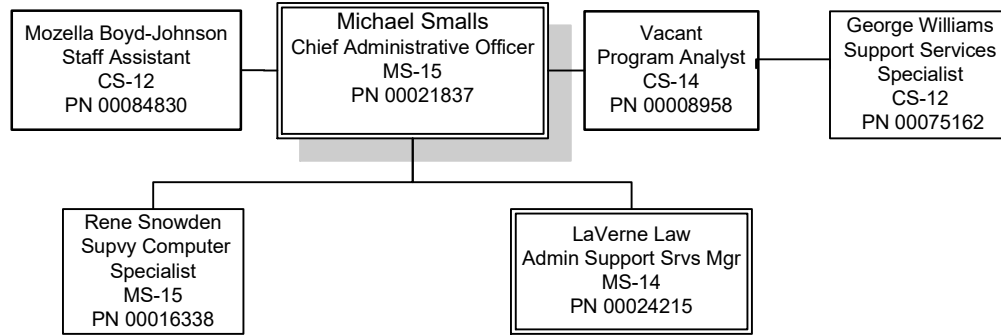 Mozella Boyd-Johnson
Staff Assistant
CS-12
PN 00084830
Michael Smalls
Chief Administrative Officer
MS-15
PN 00021837
Vacant
Program Analyst
CS-14
PN 00008958
George Williams
Support Services
Specialist
CS-12
PN 00075162
Rene Snowden
Supvy Computer
Specialist
MS-15
PN 00016338
LaVerne Law
Admin Support Srvs Mgr
MS-14
PN 00024215